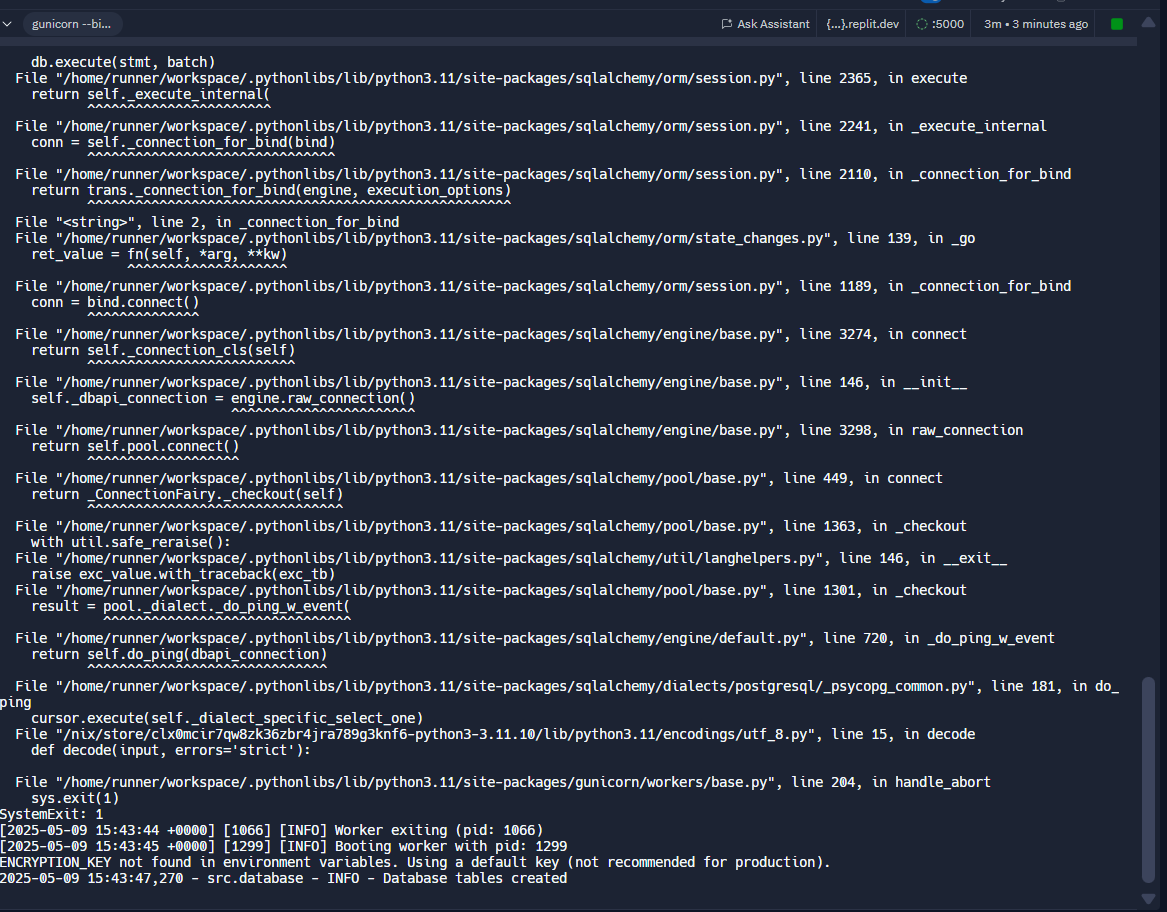 gunicorn --bi...
Ask Assistant
{...}.replit.dev
:5000
3m • 3 minutes ago
db.execute(stmt, batch)
File "/home/runner/workspace/.pythonlibs/lib/python3.11/site-packages/sqlalchemy/orm/session.py", line 2365, in execute
return self._execute_internal(
^^^^^^^^^^^^^^^^^^^^^^^
File "/home/runner/workspace/.pythonlibs/lib/python3.11/site-packages/sqlalchemy/orm/session.py", line 2241, in _execute_internal
conn = self._connection_for_bind(bind)
^^^^^^^^^^^^^^^^^^^^^^^^^^^^^^^
File "/home/runner/workspace/.pythonlibs/lib/python3.11/site-packages/sqlalchemy/orm/session.py", line 2110, in _connection_for_bind
return trans._connection_for_bind(engine, execution_options)
^^^^^^^^^^^^^^^^^^^^^^^^^^^^^^^^^^^^^^^^^^^^^^^^^^^^^
File "<string>", line 2, in _connection_for_bind
File "/home/runner/workspace/.pythonlibs/lib/python3.11/site-packages/sqlalchemy/orm/state_changes.py", line 139, in _go
ret_value = fn(self, *arg, **kw)
^^^^^^^^^^^^^^^^^^^^
File "/home/runner/workspace/.pythonlibs/lib/python3.11/site-packages/sqlalchemy/orm/session.py", line 1189, in _connection_for_bind
conn = bind.connect()
^^^^^^^^^^^^^^
File "/home/runner/workspace/.pythonlibs/lib/python3.11/site-packages/sqlalchemy/engine/base.py", line 3274, in connect
return self._connection_cls(self)
^^^^^^^^^^^^^^^^^^^^^^^^^^
File "/home/runner/workspace/.pythonlibs/lib/python3.11/site-packages/sqlalchemy/engine/base.py", line 146, in __init__
self._dbapi_connection = engine.raw_connection()
^^^^^^^^^^^^^^^^^^^^^^^
File "/home/runner/workspace/.pythonlibs/lib/python3.11/site-packages/sqlalchemy/engine/base.py", line 3298, in raw_connection
return self.pool.connect()
^^^^^^^^^^^^^^^^^^^
File "/home/runner/workspace/.pythonlibs/lib/python3.11/site-packages/sqlalchemy/pool/base.py", line 449, in connect
return _ConnectionFairy._checkout(self)
^^^^^^^^^^^^^^^^^^^^^^^^^^^^^^^^
File "/home/runner/workspace/.pythonlibs/lib/python3.11/site-packages/sqlalchemy/pool/base.py", line 1363, in _checkout
with util.safe_reraise():
File "/home/runner/workspace/.pythonlibs/lib/python3.11/site-packages/sqlalchemy/util/langhelpers.py", line 146, in __exit__
raise exc_value.with_traceback(exc_tb)
File "/home/runner/workspace/.pythonlibs/lib/python3.11/site-packages/sqlalchemy/pool/base.py", line 1301, in _checkout
result = pool._dialect._do_ping_w_event(
^^^^^^^^^^^^^^^^^^^^^^^^^^^^^^^
File "/home/runner/workspace/.pythonlibs/lib/python3.11/site-packages/sqlalchemy/engine/default.py", line 720, in _do_ping_w_event
return self.do_ping(dbapi_connection)
^^^^^^^^^^^^^^^^^^^^^^^^^^^^^^
File "/home/runner/workspace/.pythonlibs/lib/python3.11/site-packages/sqlalchemy/dialects/postgresql/_psycopg_common.py", line 181, in do_
ping
cursor.execute(self._dialect_specific_select_one)
File "/nix/store/clx0mcir7qw8zk36zbr4jra789g3knf6-python3-3.11.10/lib/python3.11/encodings/utf_8.py", line 15, in decode
def decode(input, errors='strict'):
File "/home/runner/workspace/.pythonlibs/lib/python3.11/site-packages/gunicorn/workers/base.py", line 204, in handle_abort
sys.exit(1)
SystemExit: 1
[2025-05-09 15:43:44 +0000] [1066] [INFO] Worker exiting (pid: 1066)
[2025-05-09 15:43:45 +0000] [1299] [INFO] Booting worker with pid: 1299
ENCRYPTION_KEY not found in environment variables. Using a default key (not recommended for production).
2025-05-09 15:43:47,270 - src.database - INFO - Database tables created